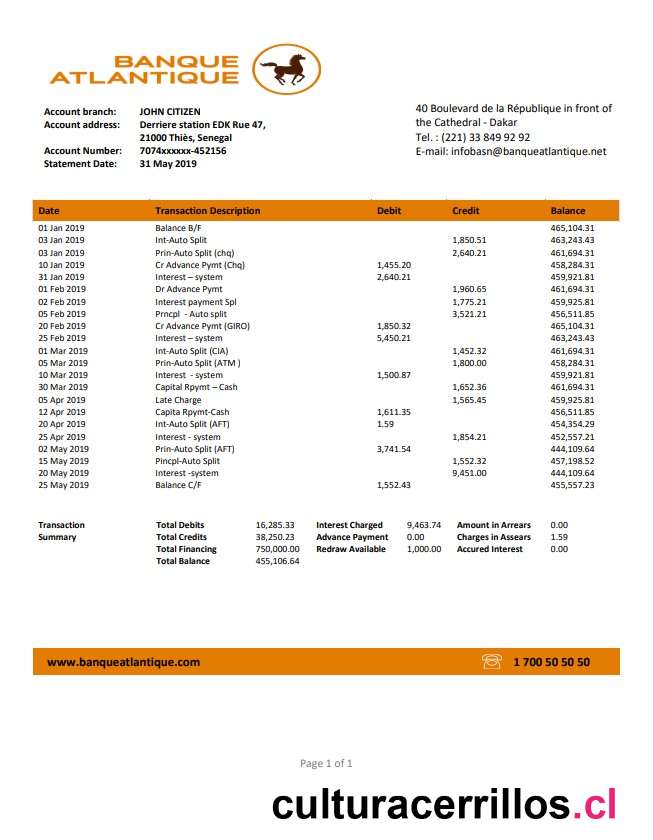 BANQUE
ATLANTIQUE
Account branch: JOHN CITIZEN
Account address: Derriere station EDK Rue 47,
21000 Thiès, Senegal
Account Number: 7074xxxxxx-452156
Statement Date: 31 May 2019
40 Boulevard de la République in front of
the Cathedral - Dakar
Tel. : (221) 33 849 92 92
E-mail: infobasn@banqueatlantique.net
Date Transaction Description Debit Credit Balance
01 Jan 2019 Balance B/F 465,104.31
03 Jan 2019 Int-Auto Split 1,850.51 463,243.43
03 Jan 2019 Prin-Auto Split (chq) 2,640.21 461,694.31
10 Jan 2019 Cr Advance Pymt (Chq) 1,455.20 458,284.31
31 Jan 2019 Interest – system 2,640.21 459,921.81
01 Feb 2019 Dr Advance Pymt 1,960.65 461,694.31
02 Feb 2019 Interest payment Spl 1,775.21 459,925.81
05 Feb 2019 Prncpl - Auto split 3,521.21 456,511.85
20 Feb 2019 Cr Advance Pymt (GIRO) 1,850.32 465,104.31
25 Feb 2019 Interest – system 5,450.21 463,243.43
01 Mar 2019 Int-Auto Split (CIA) 1,452.32 461,694.31
05 Mar 2019 Prin-Auto Split (ATM ) 1,800.00 458,284.31
10 Mar 2019 Interest - system 1,500.87 459,921.81
30 Mar 2019 Capital Rpymt – Cash 1,652.36 461,694.31
05 Apr 2019 Late Charge 1,565.45 459,925.81
12 Apr 2019 Capita Rpymt-Cash 1,611.35 456,511.85
20 Apr 2019 Int-Auto Split (AFT) 1.59 454,354.29
25 Apr 2019 Interest - system 1,854.21 452,557.21
02 May 2019 Prin-Auto Split (AFT) 3,741.54 444,109.64
15 May 2019 Pincpl-Auto Split 1,552.32 457,198.52
20 May 2019 Interest -system 9,451.00 444,109.64
25 May 2019 Balance C/F 1,552.43 455,557.23
Transaction Total Debits 16,285.33 Interest Charged 9,463.74 Amount in Arrears 0.00
Summary Total Credits 38,250.23 Advance Payment 0.00 Charges in Assears 1.59
Total Financing 750,000.00 Redraw Available 1,000.00 Accured Interest 0.00
Total Balance 455,106.64
www.banqueatlantique.com 1 700 50 50 50
Page 1 of 1
culturacerrillos.cl